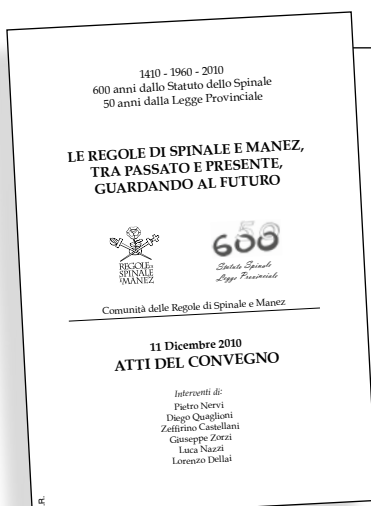 1410 - 1960 - 2010
600 anni dallo Statuto dello Spinale
50 anni dalla Legge Provinciale
LE REGOLE DI SPINALE E MANEZ,
TRA PASSATO E PRESENTE,
GUARDANDO AL FUTURO
REGOLE DI
SPINALE
E MANEZ
50
600
Statuto Spinale
Legge Provinciale
Comunità delle Regole di Spinale e Manez
11 Dicembre 2010
ATTI DEL CONVEGNO
Interventi di:
Pietro Nervi
Diego Quaglioni
Zeffirino Castellani
Giuseppe Zorzi
Luca Nazzi
Lorenzo Dellai